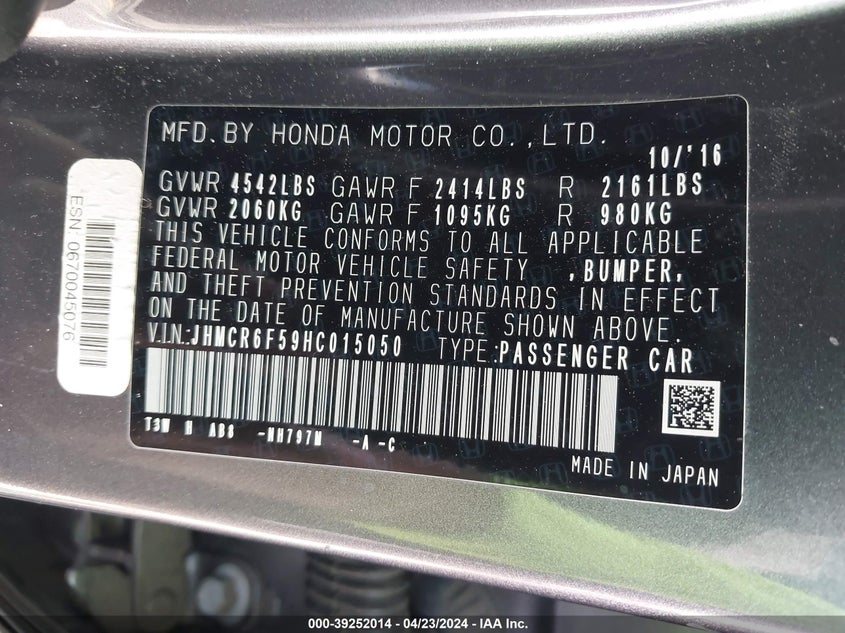 MFD.BY HONDA MOTOR CO.,LTD.
10/'16
GVWR 4542LBS GAWR F 2414LBS R 2161LBS
GVWR 2060KG GAWR F 1095KG R 980KG
THIS VEHICLE CONFORMS TO ALL APPLICABLE
FEDERAL MOTOR VEHICLE SAFETY ,BUMPER,
AND THEFT PREVENTION STANDARDS IN EFFECT
ON THE DATE OF MANUFACTURE SHOWN ABOVE.
VIN:JHMCR6F59HC015050 TYPE:PASSENGER CAR
T3W H AB8 -NH797M -A -C
MADE IN JAPAN
ESN 0670045076
000-39252014 - 04/23/2024 - IAA Inc.